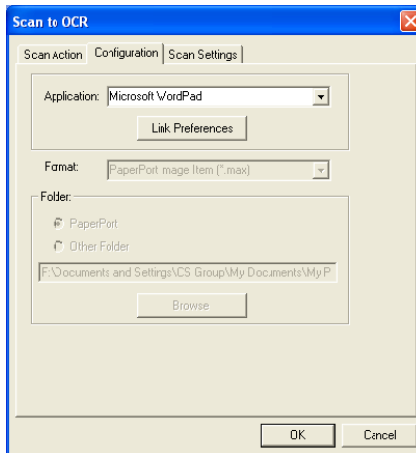 Scan to OCR
Scan Action Configuration Scan Settings
Application: Microsoft WordPad
Link Preferences
Format: PaperPort mage Item (*.max)
Folder:
PaperPort
Other Folder
F:\Documents and Settings\CS Group\My Documents\My P
Browse
OK Cancel